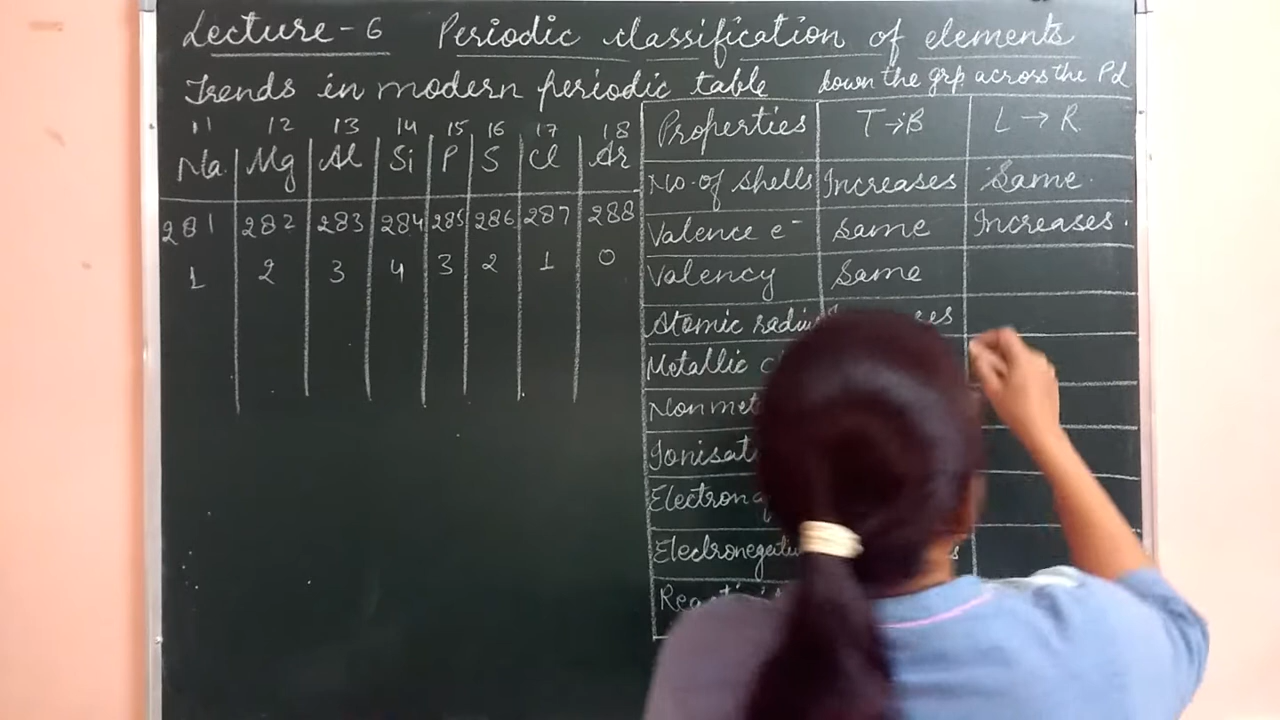 Lecture-6 Periodic classification of elements
Trends in modern periodic table down the grp across the Pd
11 12 13 14 15 16 17 18
Na Mg Al Si P S Cl Ar
281 282 283 284 285 286 287 288
1 2 3 4 3 2 1 0
Properties T→B L→R
No. of shells Increases Same.
Valence e- Same Increases.
Valency Same
Atomic
Metallic
Electronegati